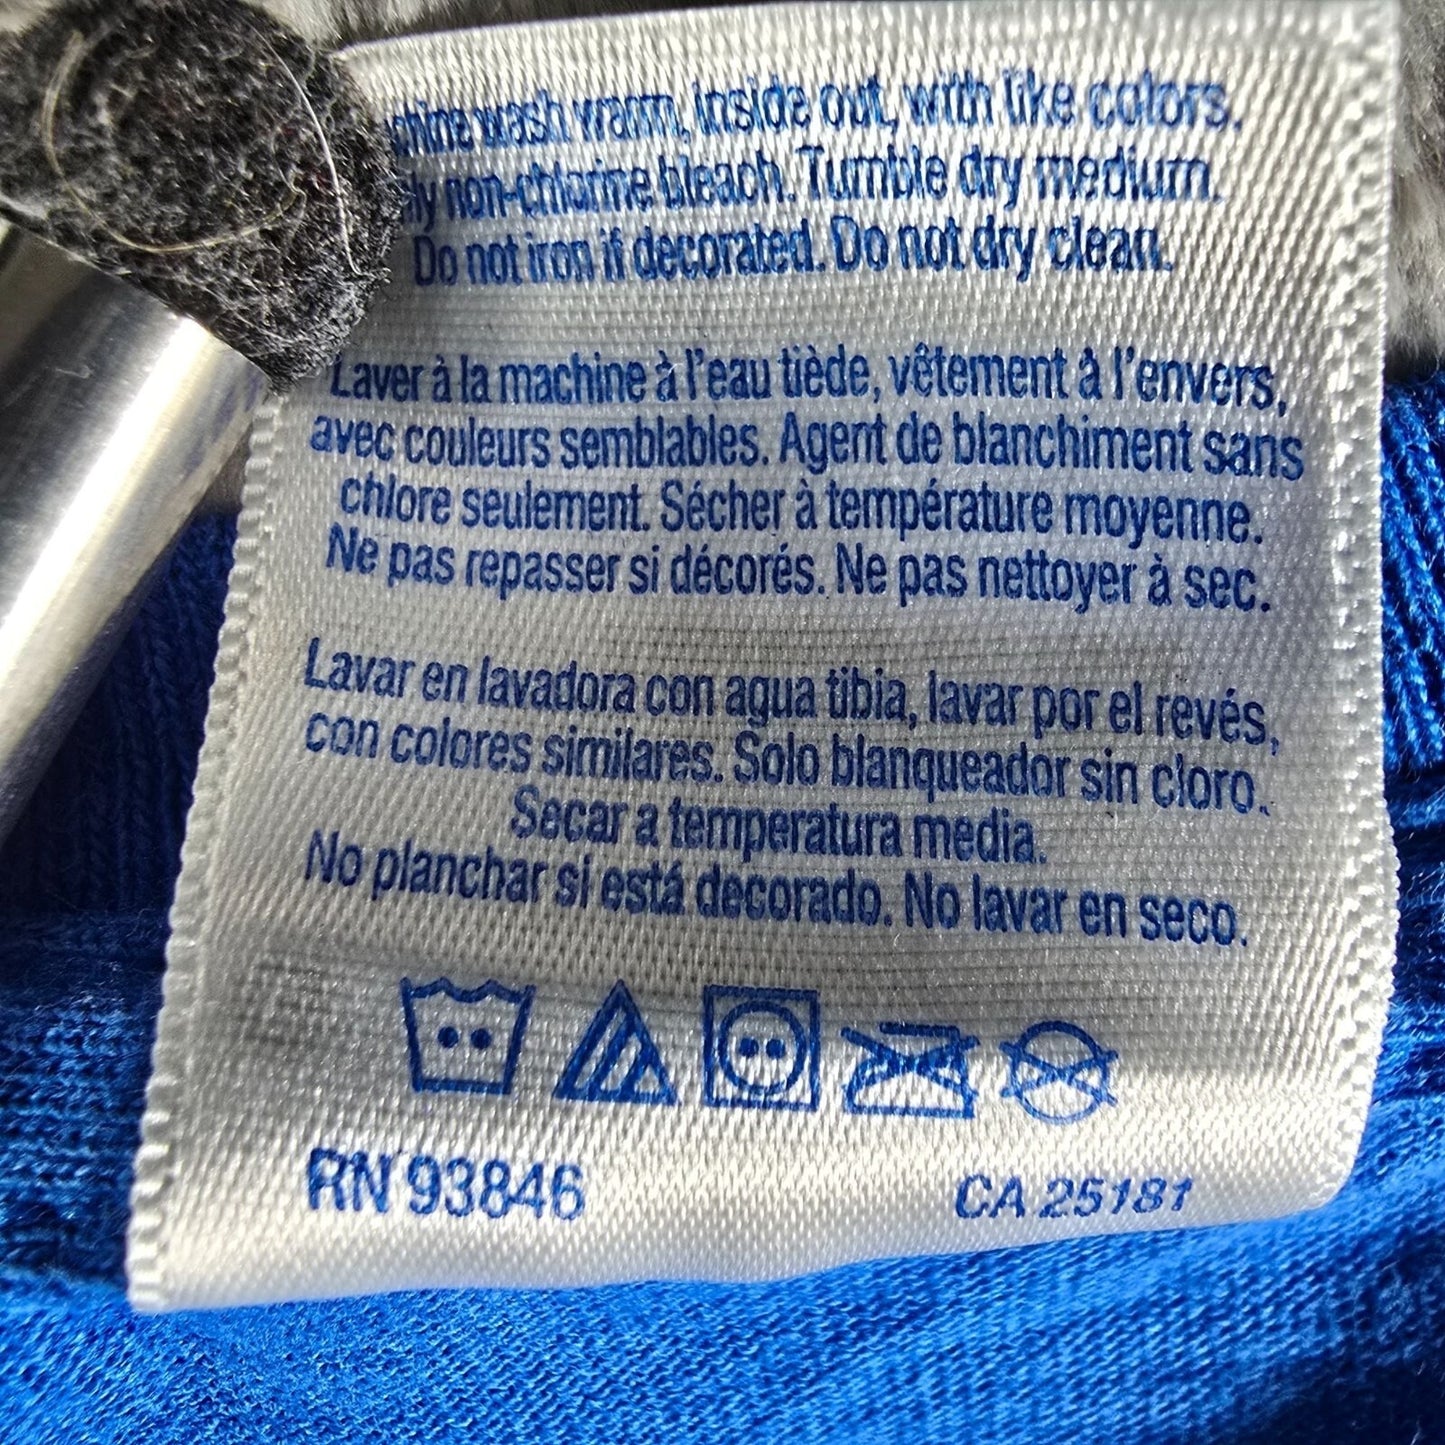 wash warm, inside out, with like colors.
non-chlorine bleach. Tumble dry medium.
Do not iron if decorated. Do not dry clean.
Laver à la machine à l'eau tiède, vêtement à l'envers,
avec couleurs semblables. Agent de blanchiment sans
chlore seulement. Sécher à température moyenne.
Ne pas repasser si décorés. Ne pas nettoyer à sec.
Lavar en lavadora con agua tibia, lavar por el revés,
con colores similares. Solo blanqueador sin cloro.
Secar a temperatura media.
No planchar si está decorado. No lavar en seco.
RN 93846 CA 25181